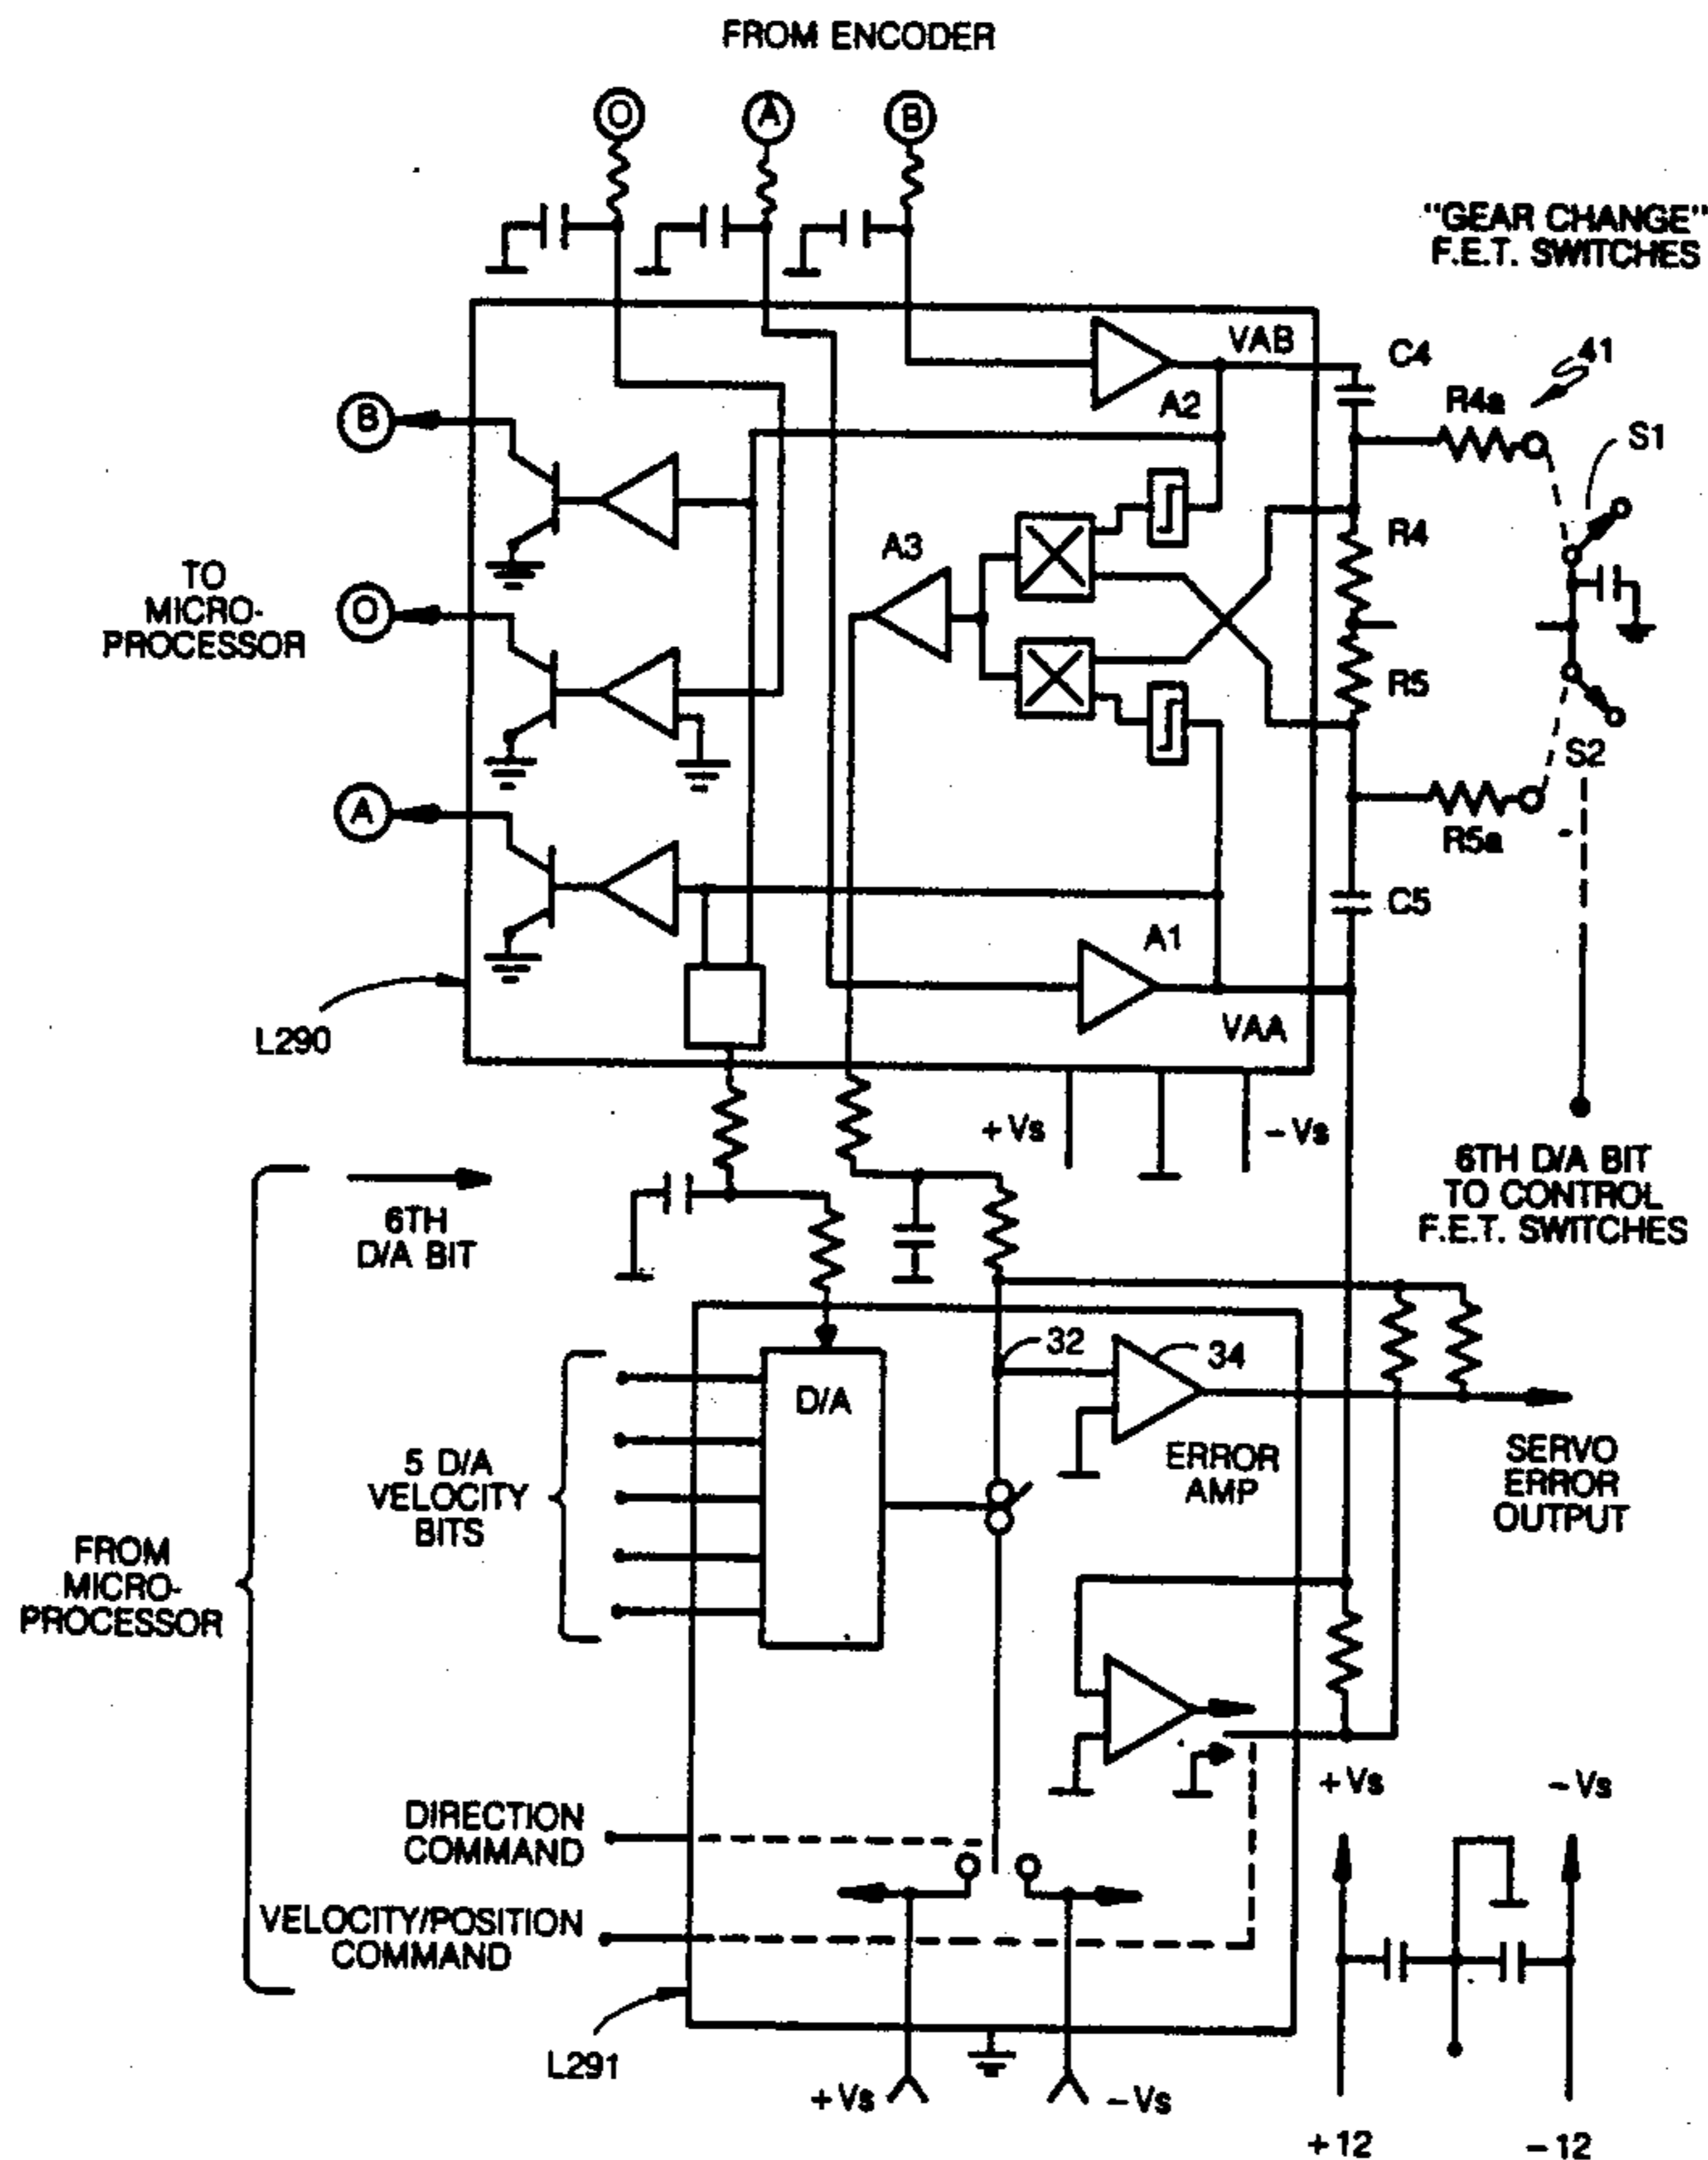 FROM ENCODER
O
A
B
"GEAR CHANGE"
F.E.T. SWITCHES
VAB
C4
41
A2
R4a
S1
B
A3
R4
TO
MICRO-
PROCESSOR
O
R5
S2
A
R5a
C5
A1
L290
VAA
+Vs
-Vs
6TH
D/A BIT
6TH D/A BIT
TO CONTROL
F.E.T. SWITCHES
32
34
D/A
5 D/A
VELOCITY
BITS
ERROR
AMP
SERVO
ERROR
OUTPUT
FROM
MICRO-
PROCESSOR
+Vs
-Vs
DIRECTION
COMMAND
VELOCITY/POSITION
COMMAND
L291
+Vs
-Vs
+12
-12